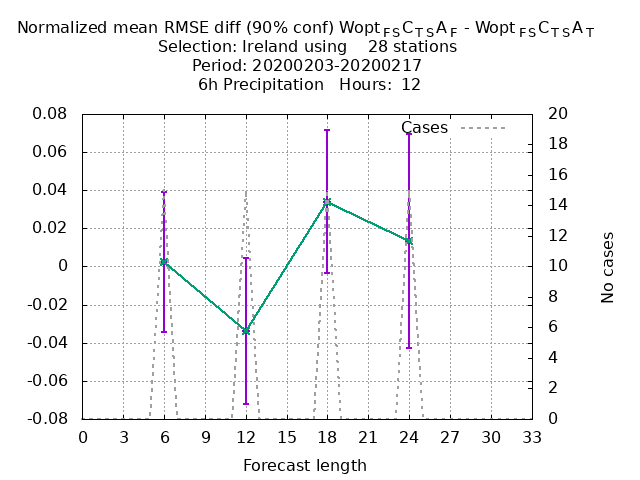 Normalized mean RMSE diff (90% conf) Wopt FS C T S A F - Wopt FS C T S A T
Selection: Ireland using 28 stations
Period: 20200203-20200217
6h Precipitation Hours: 12
Cases
0.08
0.06
0.04
0.02
0
-0.02
-0.04
-0.06
-0.08
20
18
16
14
12
10
8
6
4
2
0
No cases
0 3 6 9 12 15 18 21 24 27 30 33
Forecast length